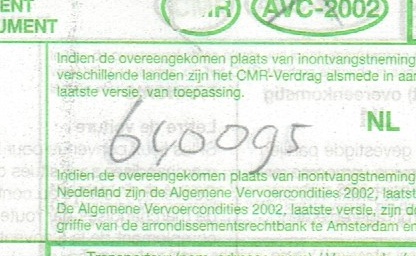 ENT
UMENT
CMR AVC-2002
Indien de overeengekomen plaats van inontvangstneming
verschillende landen zijn het CMR-Verdrag alsmede in aan
laatste versie, van toepassing.
NL
640095
Indien de overeengekomen plaats van inontvangstneming
Nederland zijn de Algemene Vervoercondities 2002, laatst
De Algemene Vervoercondities 2002, laatste versie, zijn de
griffie van de arrondissementsrechtbank te Amsterdam en